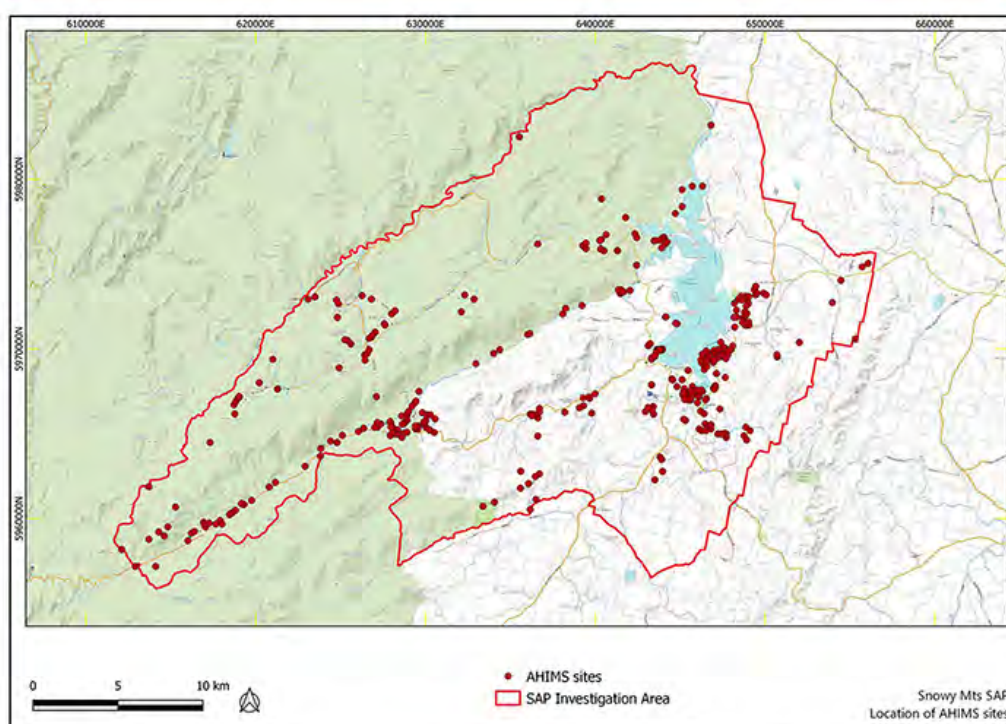 610000E 620000E 630000E 640000E 650000E 660000E
5980000N
5970000N
5960000N
0 5 10 km
AHIMS sites
SAP Investigation Area
Snowy Mts SAP
Location of AHIMS sites